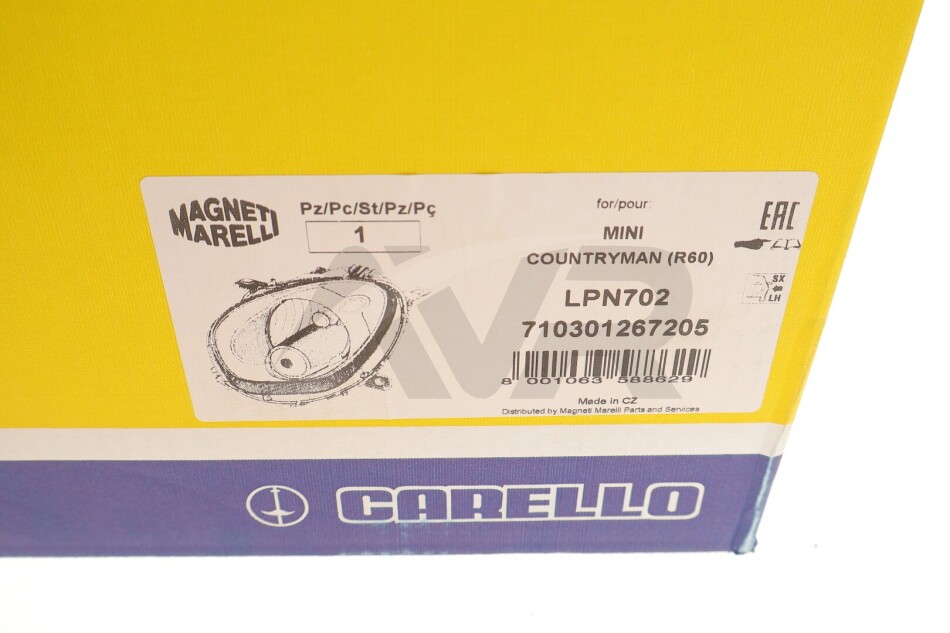 MAGNETI
MARELLI
Pz/Pc/St/Pz/Pç
1
for/pour:
MINI
COUNTRYMAN (R60)
LPN702
710301267205
8 001063 588629
Made in CZ
Distributed by Magneti Marelli Parts and Services
EAC
SX
LH
AVR
CARELLO